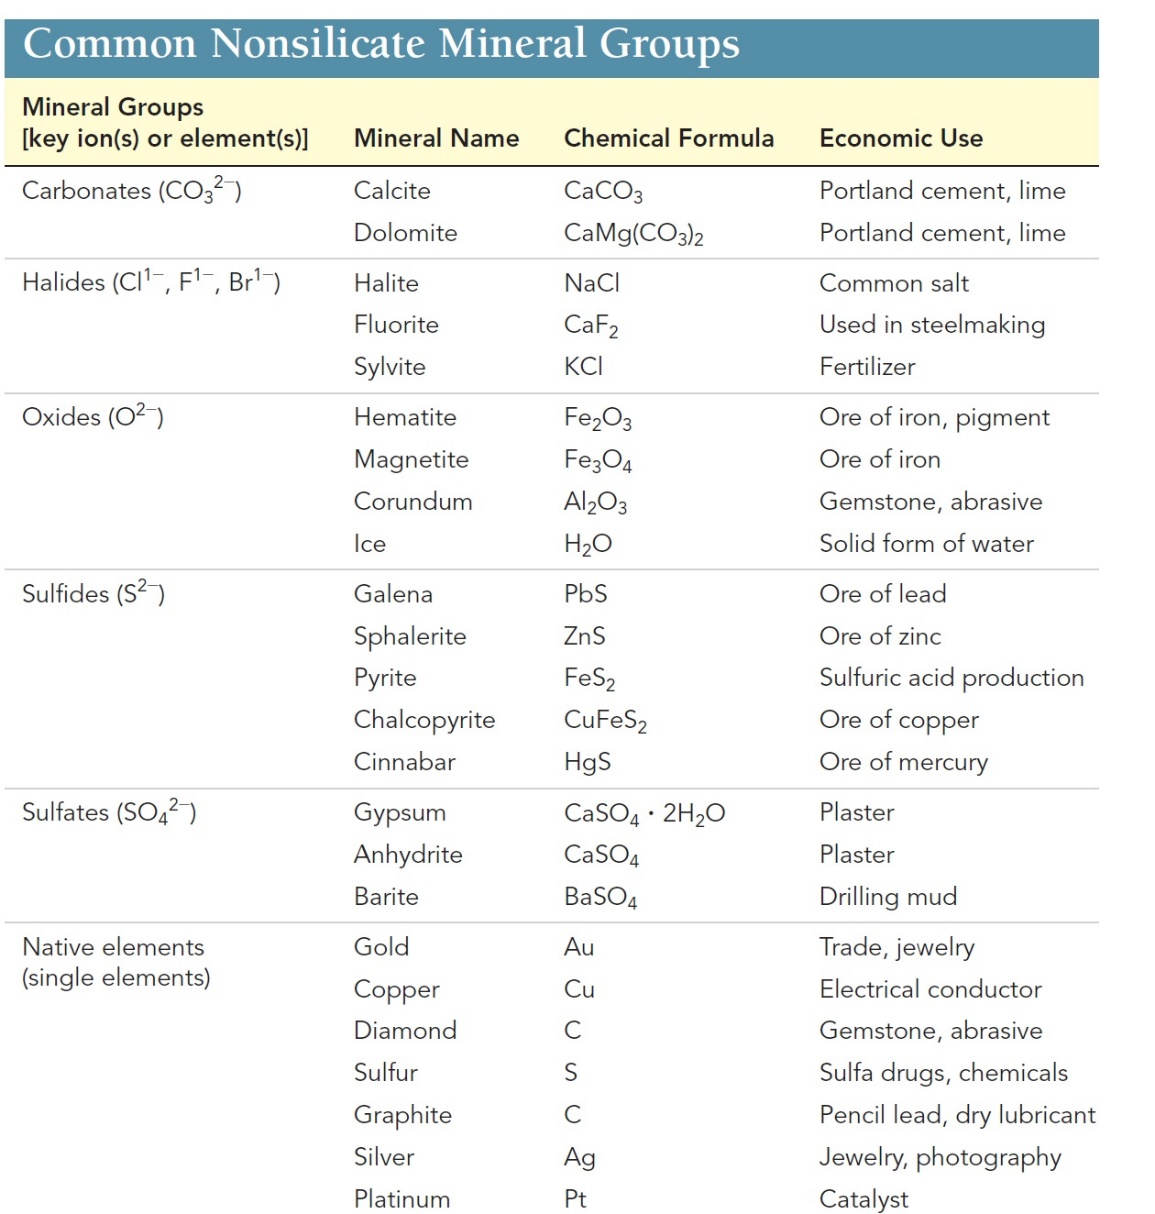 Common Nonsilicate Mineral Groups
Mineral Groups
[key ion(s) or element(s)] Mineral Name Chemical Formula Economic Use
Carbonates (CO₃²⁻) Calcite CaCO₃ Portland cement, lime
Dolomite CaMg(CO₃)₂ Portland cement, lime
Halides (Cl¹⁻, F¹⁻, Br¹⁻) Halite NaCl Common salt
Fluorite CaF₂ Used in steelmaking
Sylvite KCl Fertilizer
Oxides (O²⁻) Hematite Fe₂O₃ Ore of iron, pigment
Magnetite Fe₃O₄ Ore of iron
Corundum Al₂O₃ Gemstone, abrasive
Ice H₂O Solid form of water
Sulfides (S²⁻) Galena PbS Ore of lead
Sphalerite ZnS Ore of zinc
Pyrite FeS₂ Sulfuric acid production
Chalcopyrite CuFeS₂ Ore of copper
Cinnabar HgS Ore of mercury
Sulfates (SO₄²⁻) Gypsum CaSO₄ · 2H₂O Plaster
Anhydrite CaSO₄ Plaster
Barite BaSO₄ Drilling mud
Native elements Gold Au Trade, jewelry
(single elements)
Copper Cu Electrical conductor
Diamond C Gemstone, abrasive
Sulfur S Sulfa drugs, chemicals
Graphite C Pencil lead, dry lubricant
Silver Ag Jewelry, photography
Platinum Pt Catalyst